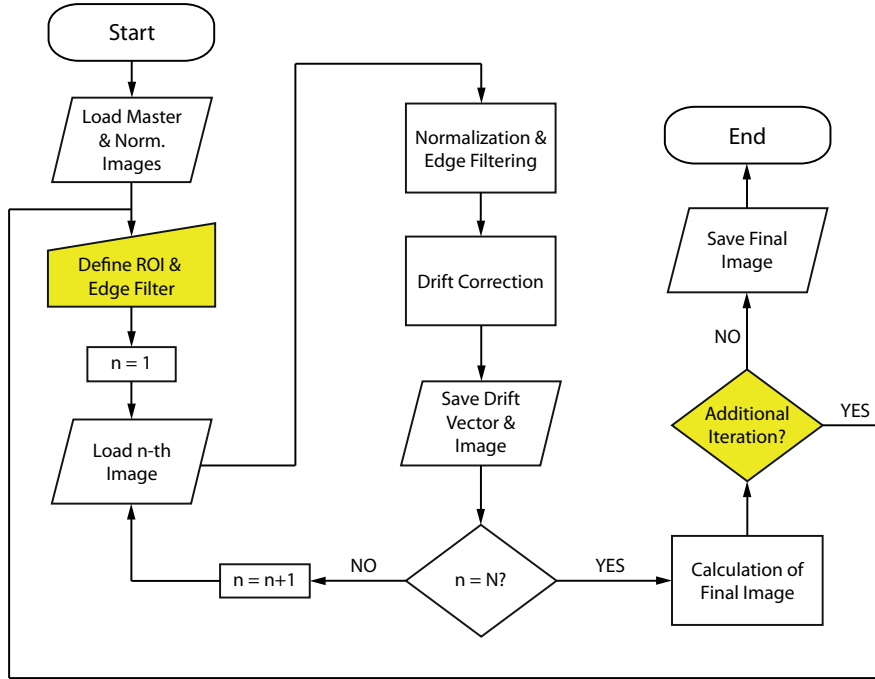 Start
Load Master
& Norm.
Images
Define ROI &
Edge Filter
n = 1
Load n-th
Image
Normalization &
Edge Filtering
Drift Correction
Save Drift
Vector &
Image
n = N?
NO
n = n+1
YES
Calculation of
Final Image
Additional
Iteration?
YES
NO
Save Final
Image
End